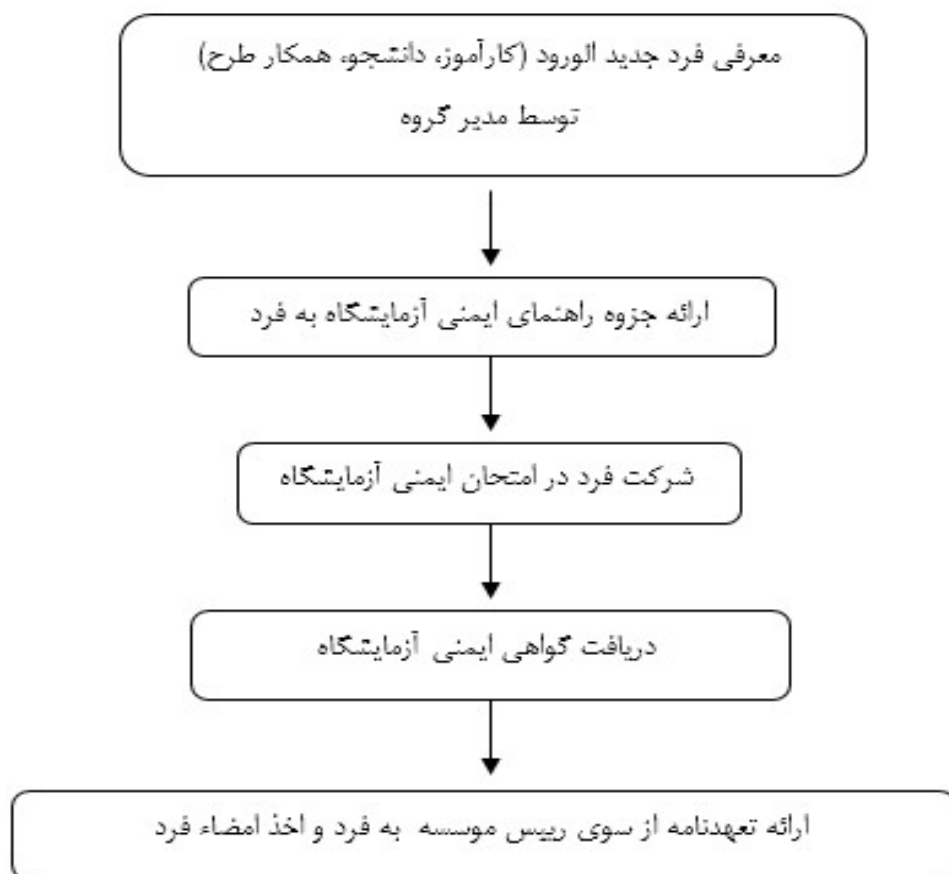 معرفی فرد جدید الورود (کارآموز، دانشجو، همکار طرح)
توسط مدیر گروه
ارائه جزوه راهنمای ایمنی آزمایشگاه به فرد
شرکت فرد در امتحان ایمنی آزمایشگاه
دریافت گواهی ایمنی آزمایشگاه
ارائه تعهدنامه از سوی رییس موسسه به فرد و اخذ امضاء فرد